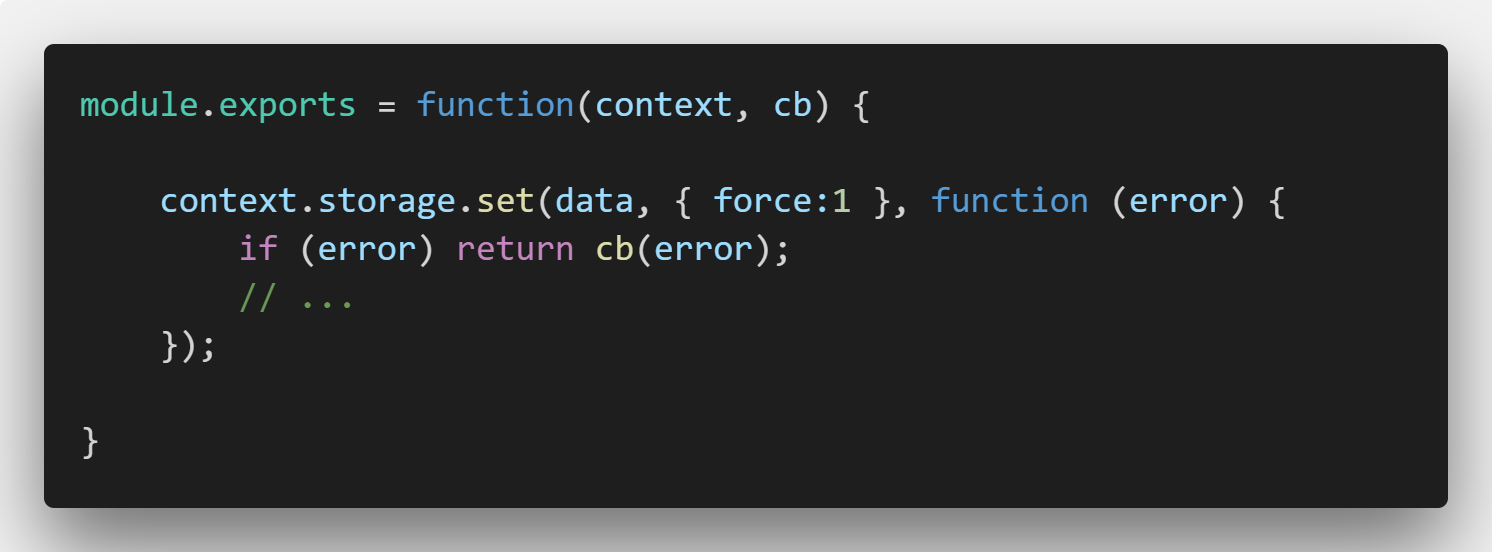 module.exports = function(context, cb) {
    context.storage.set(data, { force:1 }, function (error) {
        if (error) return cb(error);
        // ...
    });
}